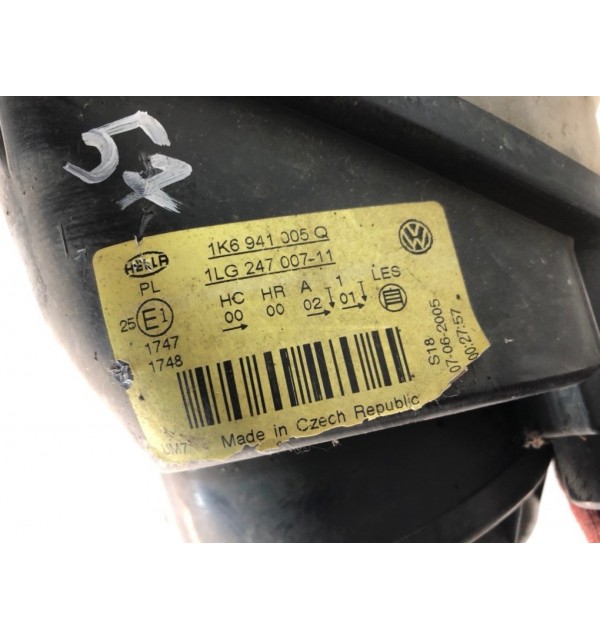 57
1K6 941 005 Q
1LG 247 007-11
HELLA
VW
PL
HC HR A 1 LES
00 00 02 01
25 E1
1747
1748
S18
07-06-2005
00:27:57
Made in Czech Republic